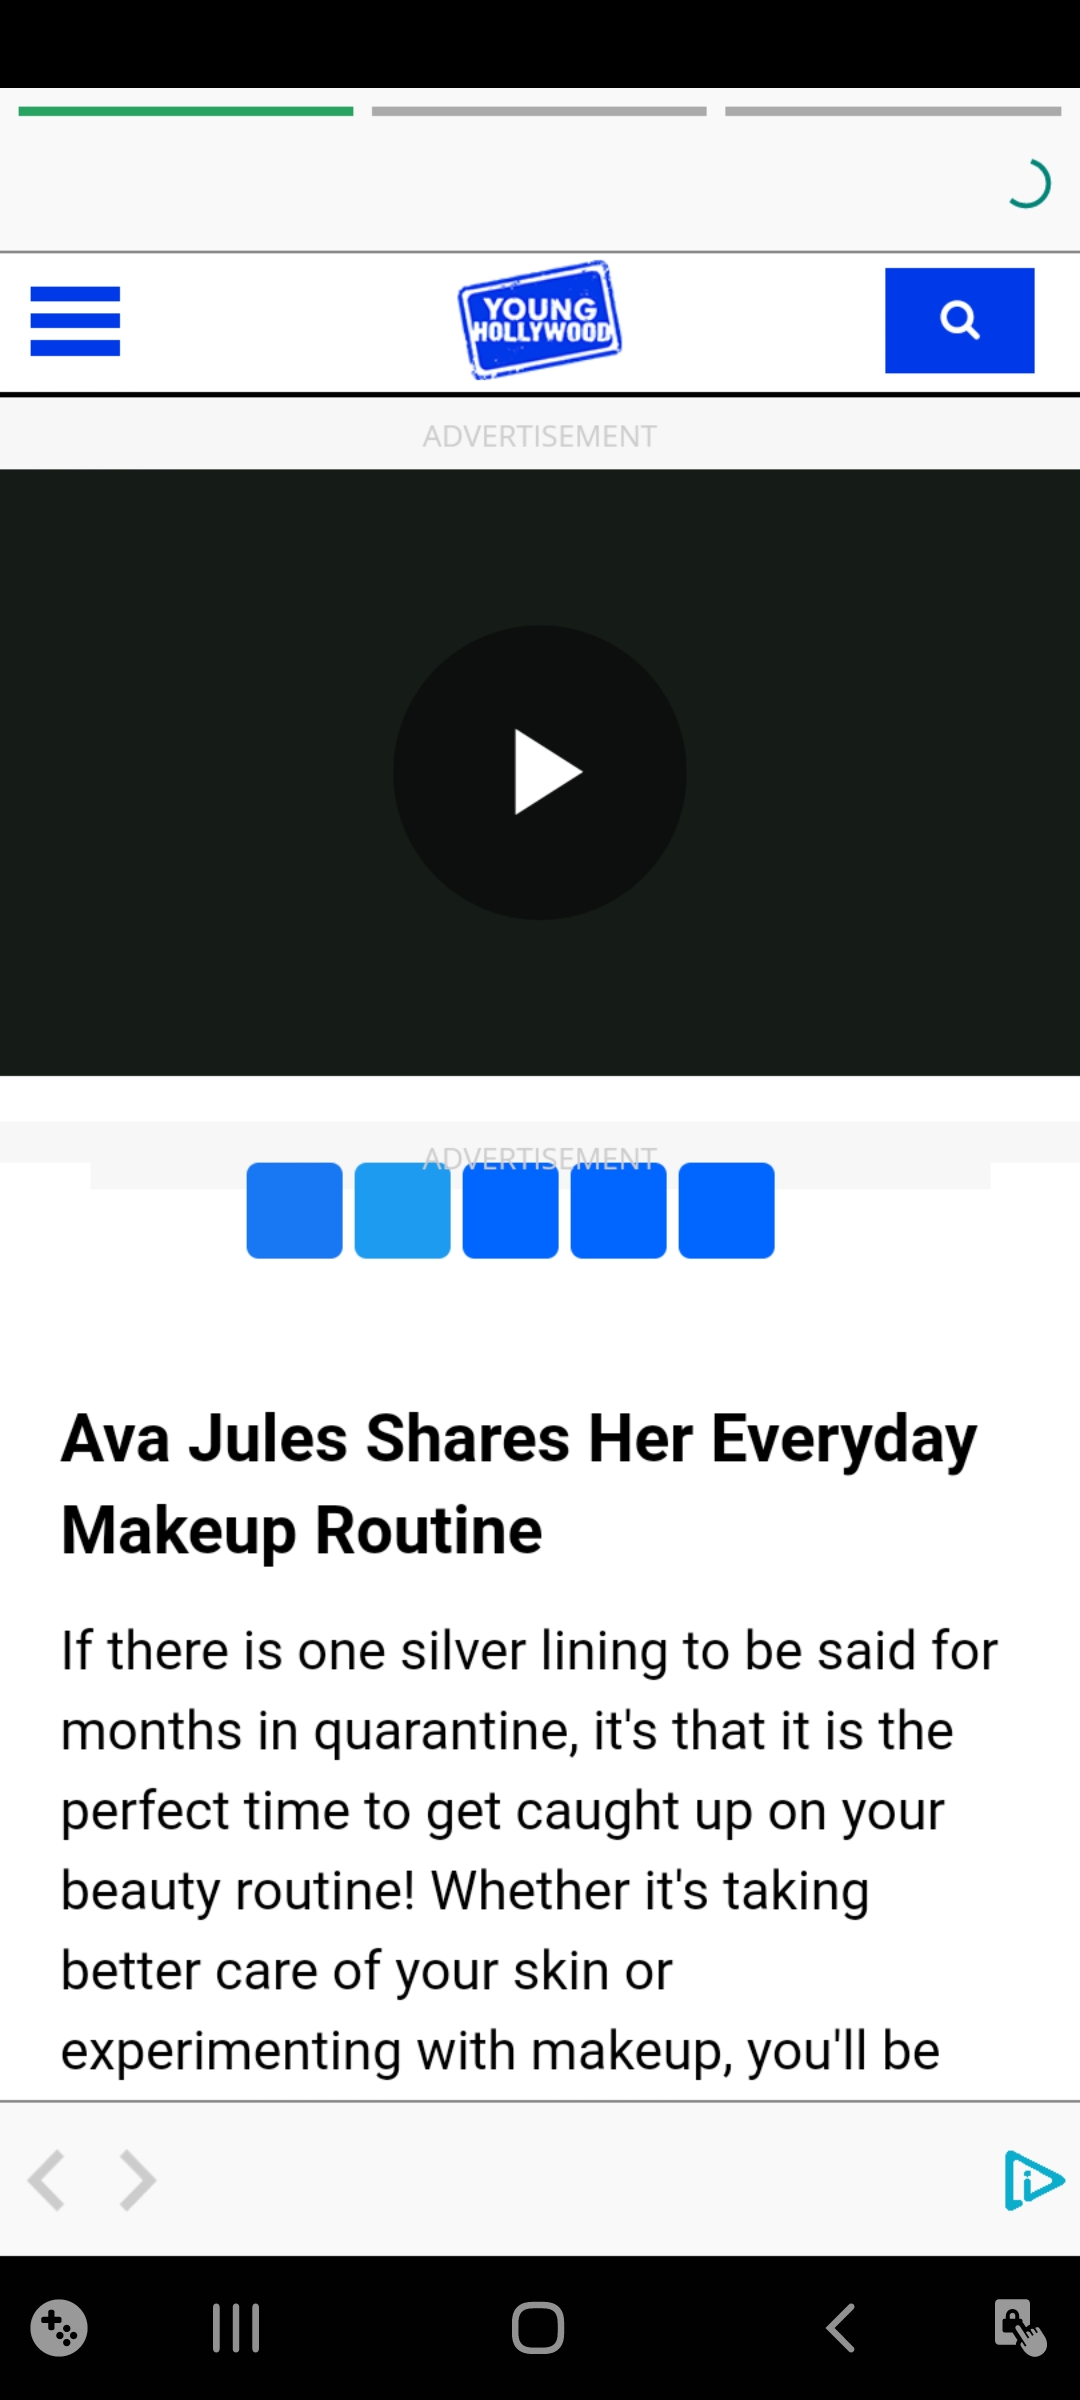 YOUNG
HOLLYWOOD
ADVERTISEMENT
ADVERTISEMENT
Ava Jules Shares Her Everyday
Makeup Routine
If there is one silver lining to be said for
months in quarantine, it's that it is the
perfect time to get caught up on your
beauty routine! Whether it's taking
better care of your skin or
experimenting with makeup, you'll be